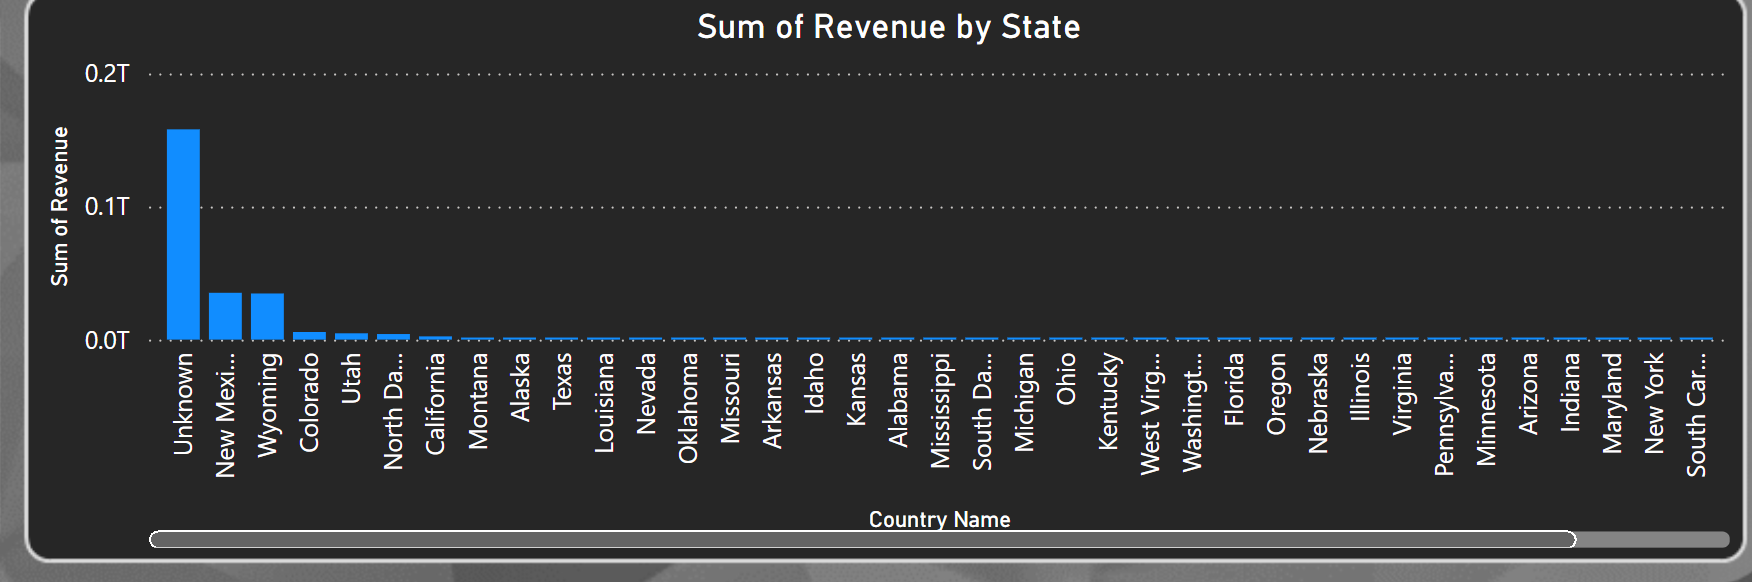 Sum of Revenue by State
Sum of Revenue
0.2T
0.1T
0.0T
Unknown
New Mexi...
Wyoming
Colorado
Utah
North Da...
California
Montana
Alaska
Texas
Louisiana
Nevada
Oklahoma
Missouri
Arkansas
Idaho
Kansas
Alabama
Mississippi
South Da...
Michigan
Ohio
Kentucky
West Virg...
Washingt...
Florida
Oregon
Nebraska
Illinois
Virginia
Pennsylva...
Minnesota
Arizona
Indiana
Maryland
New York
South Car...
Country Name